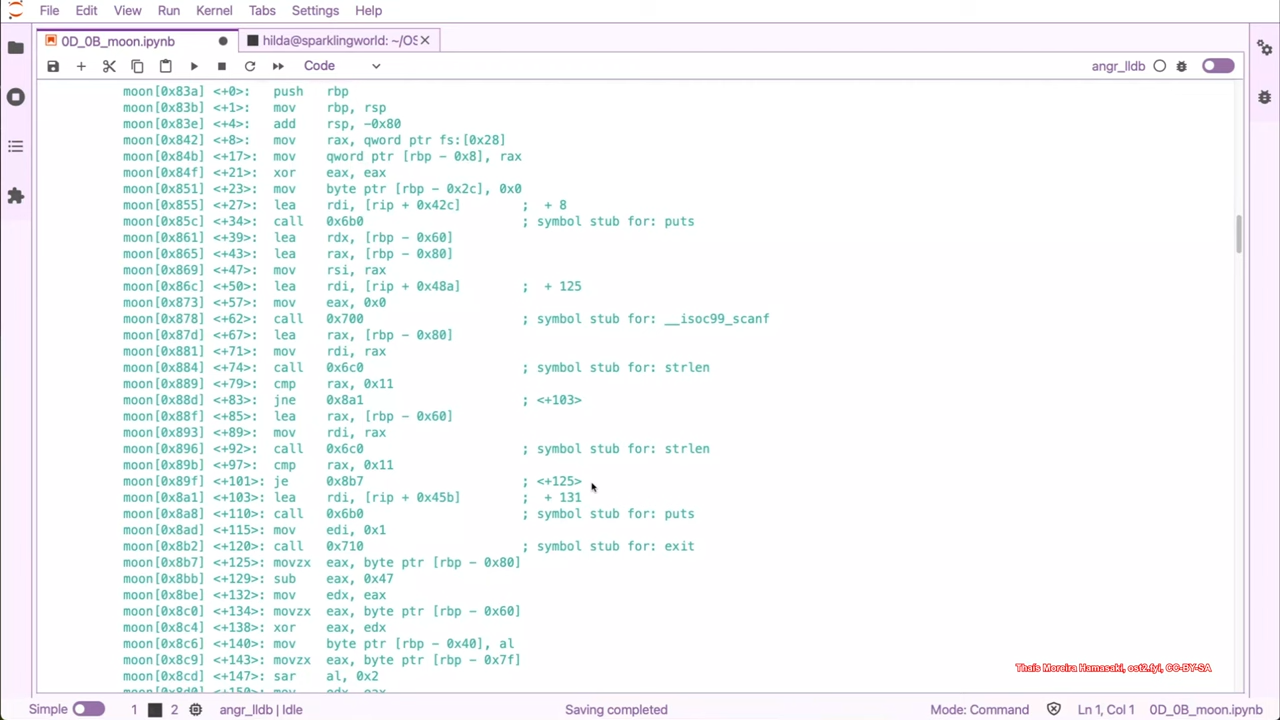 File Edit View Run Kernel Tabs Settings Help
0D_0B_moon.ipynb hilda@sparklingworld: ~/OS
Code angr_lldb
moon[0x83a] <+0>: push rbp
moon[0x83b] <+1>: mov rbp, rsp
moon[0x83e] <+4>: add rsp, -0x80
moon[0x842] <+8>: mov rax, qword ptr fs:[0x28]
moon[0x84b] <+17>: mov qword ptr [rbp - 0x8], rax
moon[0x84f] <+21>: xor eax, eax
moon[0x851] <+23>: mov byte ptr [rbp - 0x2c], 0x0
moon[0x855] <+27>: lea rdi, [rip + 0x42c] ; + 8
moon[0x85c] <+34>: call 0x6b0 ; symbol stub for: puts
moon[0x861] <+39>: lea rdx, [rbp - 0x60]
moon[0x865] <+43>: lea rax, [rbp - 0x80]
moon[0x869] <+47>: mov rsi, rax
moon[0x86c] <+50>: lea rdi, [rip + 0x48a] ; + 125
moon[0x873] <+57>: mov eax, 0x0
moon[0x878] <+62>: call 0x700 ; symbol stub for: __isoc99_scanf
moon[0x87d] <+67>: lea rax, [rbp - 0x80]
moon[0x881] <+71>: mov rdi, rax
moon[0x884] <+74>: call 0x6c0 ; symbol stub for: strlen
moon[0x889] <+79>: cmp rax, 0x11
moon[0x88d] <+83>: jne 0x8a1 ; <+103>
moon[0x88f] <+85>: lea rax, [rbp - 0x60]
moon[0x893] <+89>: mov rdi, rax
moon[0x896] <+92>: call 0x6c0 ; symbol stub for: strlen
moon[0x89b] <+97>: cmp rax, 0x11
moon[0x89f] <+101>: je 0x8b7 ; <+125>
moon[0x8a1] <+103>: lea rdi, [rip + 0x45b] ; + 131
moon[0x8a8] <+110>: call 0x6b0 ; symbol stub for: puts
moon[0x8ad] <+115>: mov edi, 0x1
moon[0x8b2] <+120>: call 0x710 ; symbol stub for: exit
moon[0x8b7] <+125>: movzx eax, byte ptr [rbp - 0x80]
moon[0x8bb] <+129>: sub eax, 0x47
moon[0x8be] <+132>: mov edx, eax
moon[0x8c0] <+134>: movzx eax, byte ptr [rbp - 0x60]
moon[0x8c4] <+138>: xor eax, edx
moon[0x8c6] <+140>: mov byte ptr [rbp - 0x40], al
moon[0x8c9] <+143>: movzx eax, byte ptr [rbp - 0x7f]
moon[0x8cd] <+147>: sar al, 0x2
moon[0x8d0] <+150>: mov edx, eax
Thais Moreira Hamasaki, ost2.fyi, CC-BY-SA
Simple 1 2 angr_lldb | Idle Saving completed Mode: Command Ln 1, Col 1 0D_0B_moon.ipynb